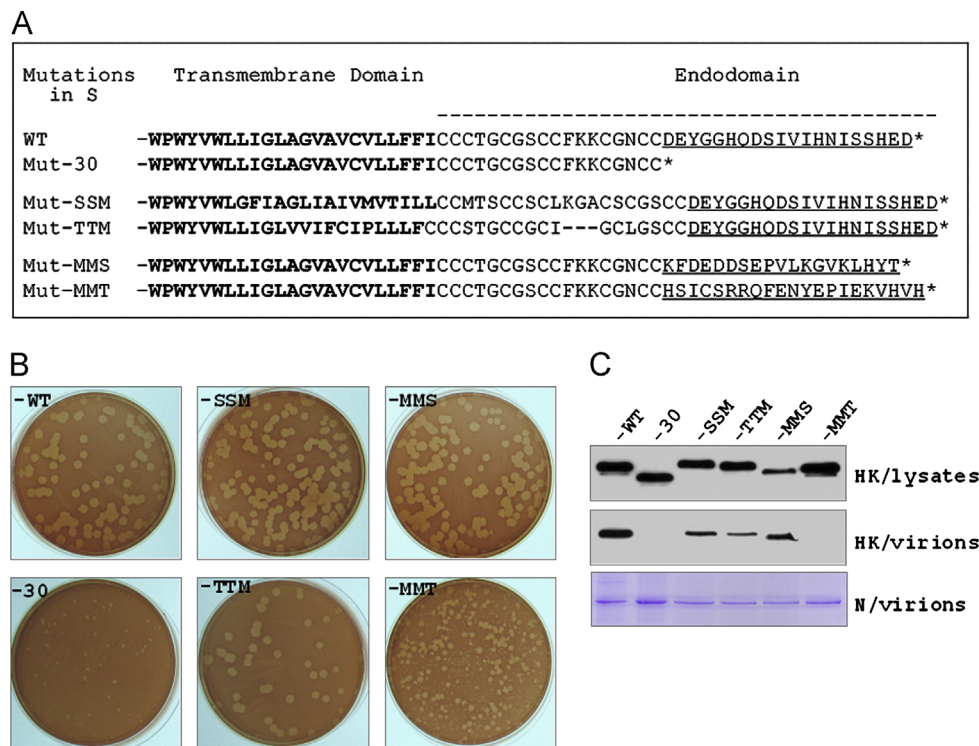 A
Mutations in S Transmembrane Domain Endodomain
WT -WPWYVWLLIGLAGVAVCVLLFFICCCTGCGSCCFKKCGNCCDEYGGHQDSIVIHNISSHED*
Mut-30 -WPWYVWLLIGLAGVAVCVLLFFICCCTGCGSCCFKKCGNCC*
Mut-SSM -WPWYVWLGFIAGLIAIVMVTILLCCMTSCCSCLKGACSCGSCCDEYGGHQDSIVIHNISSHED*
Mut-TTM -WPWYVWLLIGLVVIFCIPLLLFCCCSTGCCGCI---GCLGSCCDEYGGHQDSIVIHNISSHED*
Mut-MMS -WPWYVWLLIGLAGVAVCVLLFFICCCTGCGSCCFKKCGNCCKFDEDDSEPVLKGVKLHYT*
Mut-MMT -WPWYVWLLIGLAGVAVCVLLFFICCCTGCGSCCFKKCGNCCHSICSRRQFENYEPIEKVHVH*
B
-WT -SSM -MMS
-30 -TTM -MMT
C
-WT -30 -SSM -TTM -MMS -MMT
HK/lysates
HK/virions
N/virions